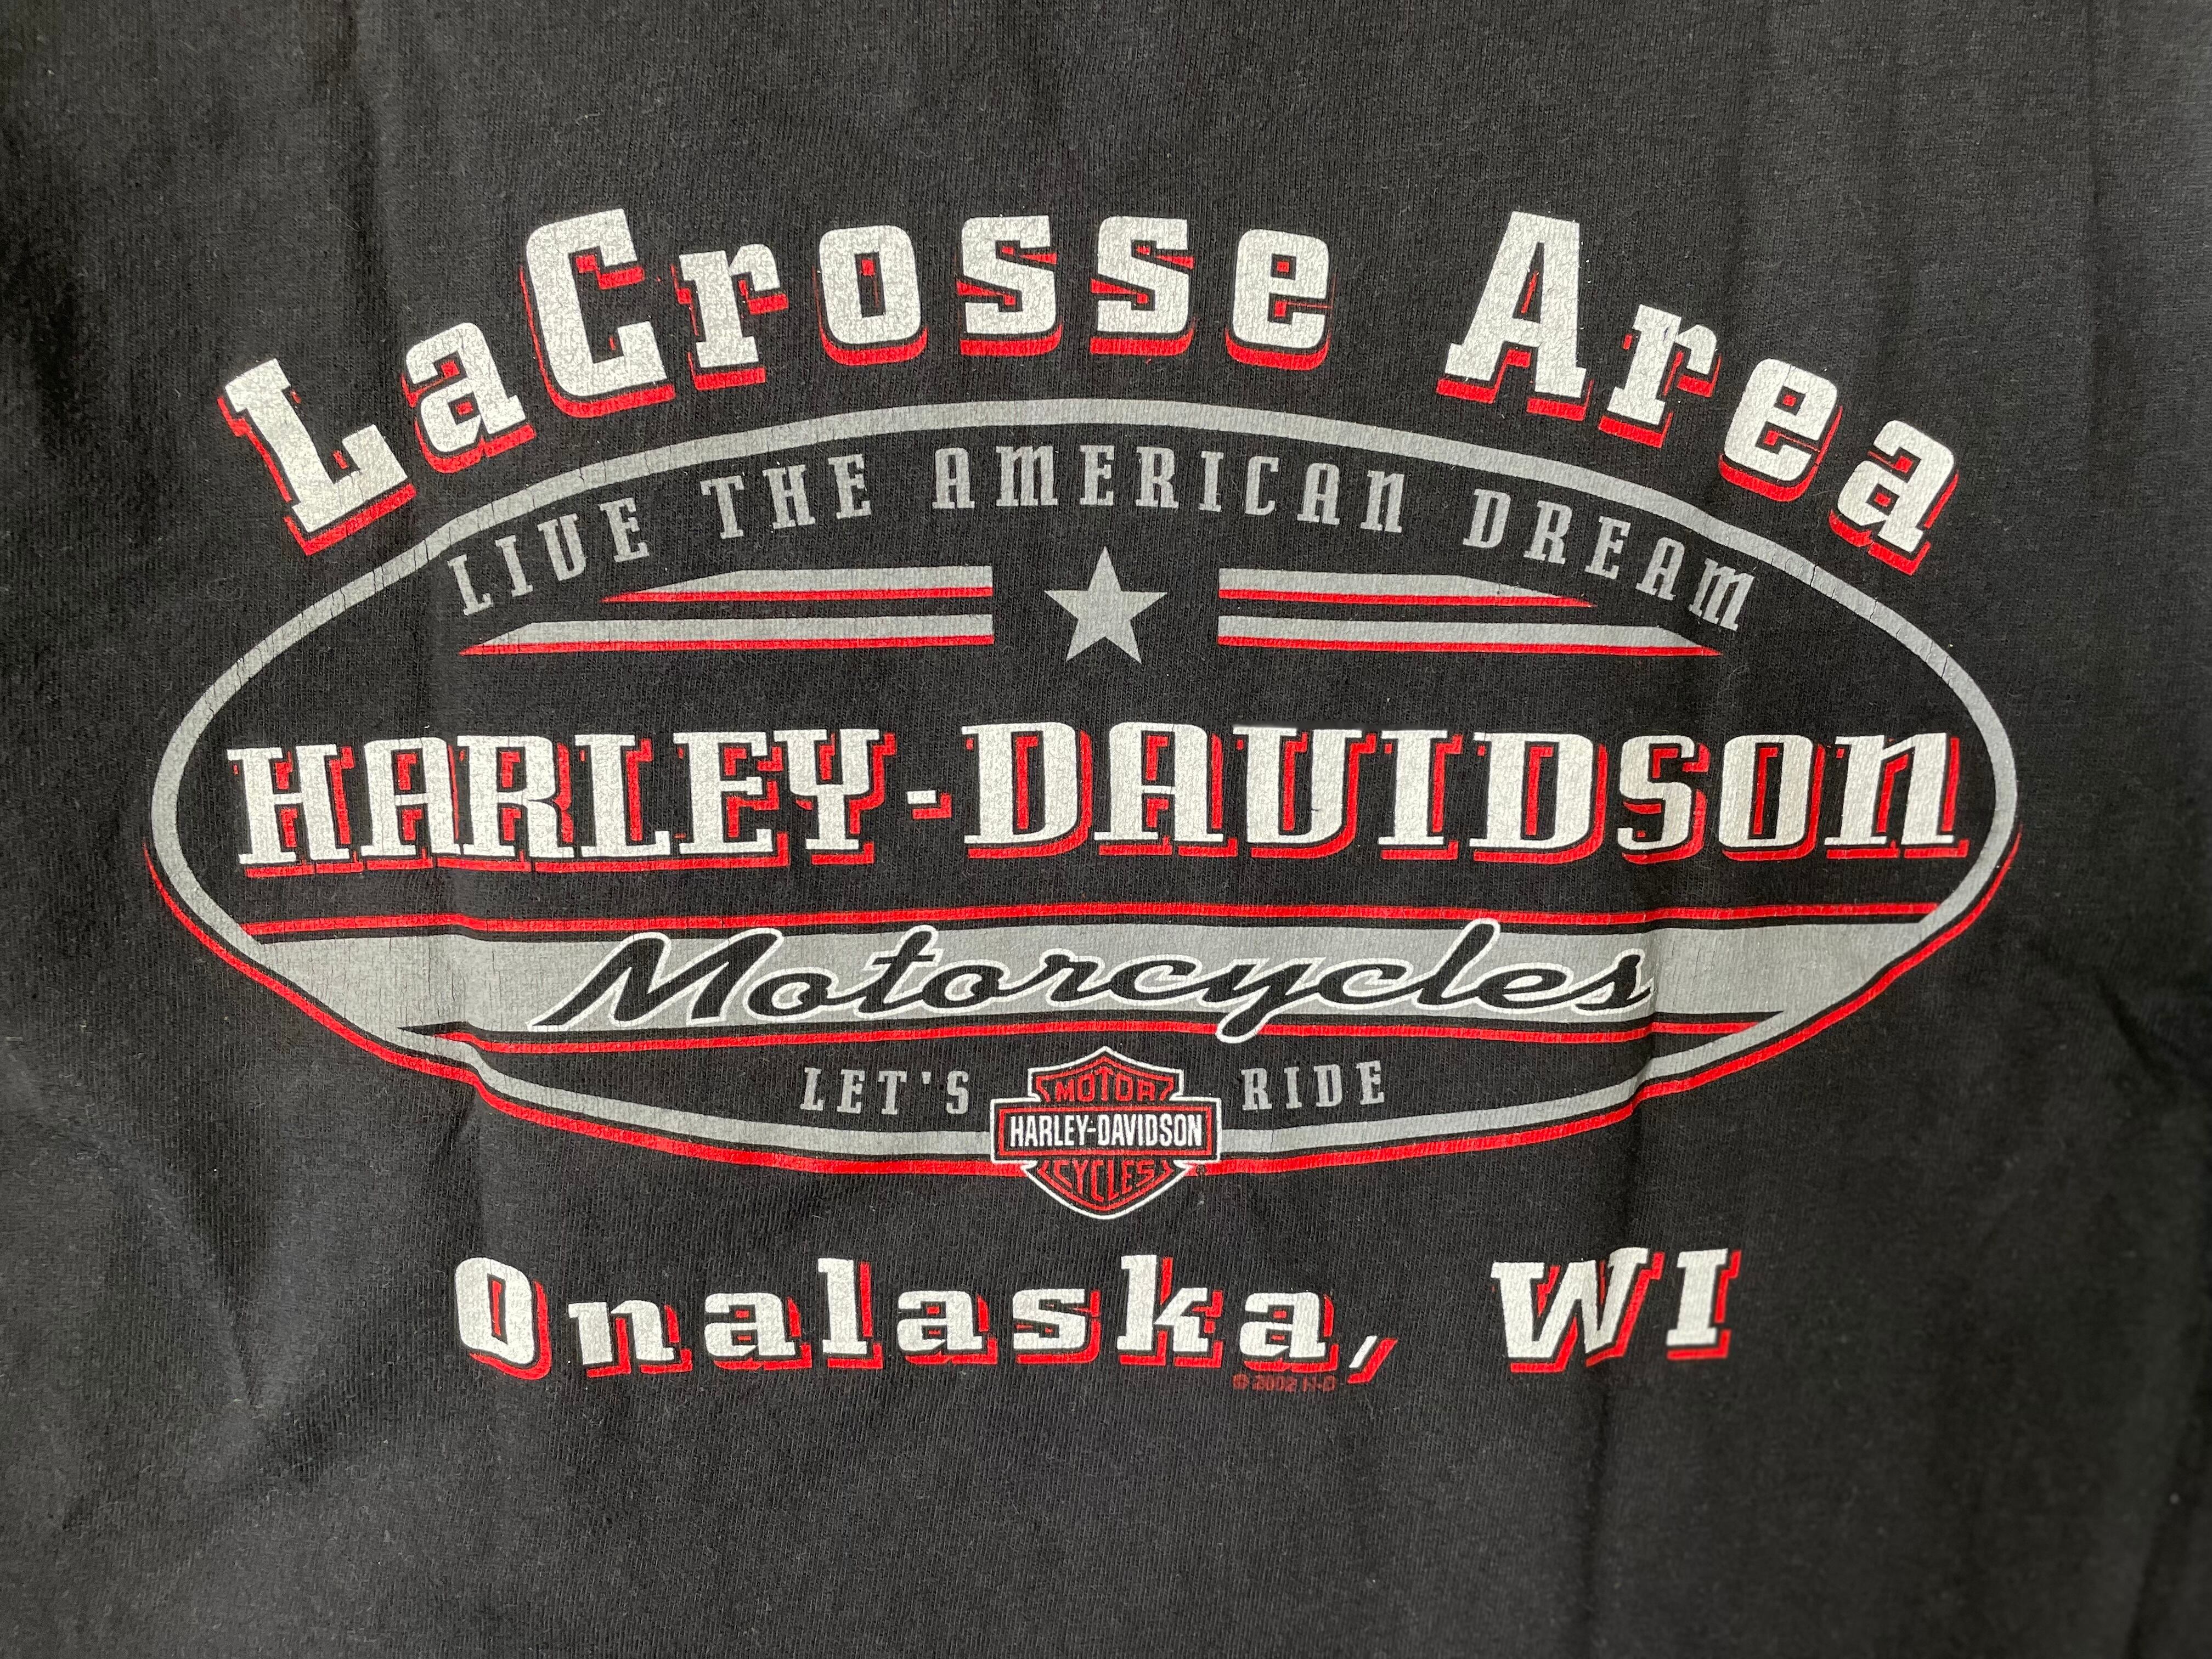 LaCrosse Area
LIVE THE AMERICAN DREAM
HARLEY-DAVIDSON
Motorcycles
LET'S RIDE
MOTOR
HARLEY-DAVIDSON
CYCLES
Onalaska, WI
© 2002 H-D